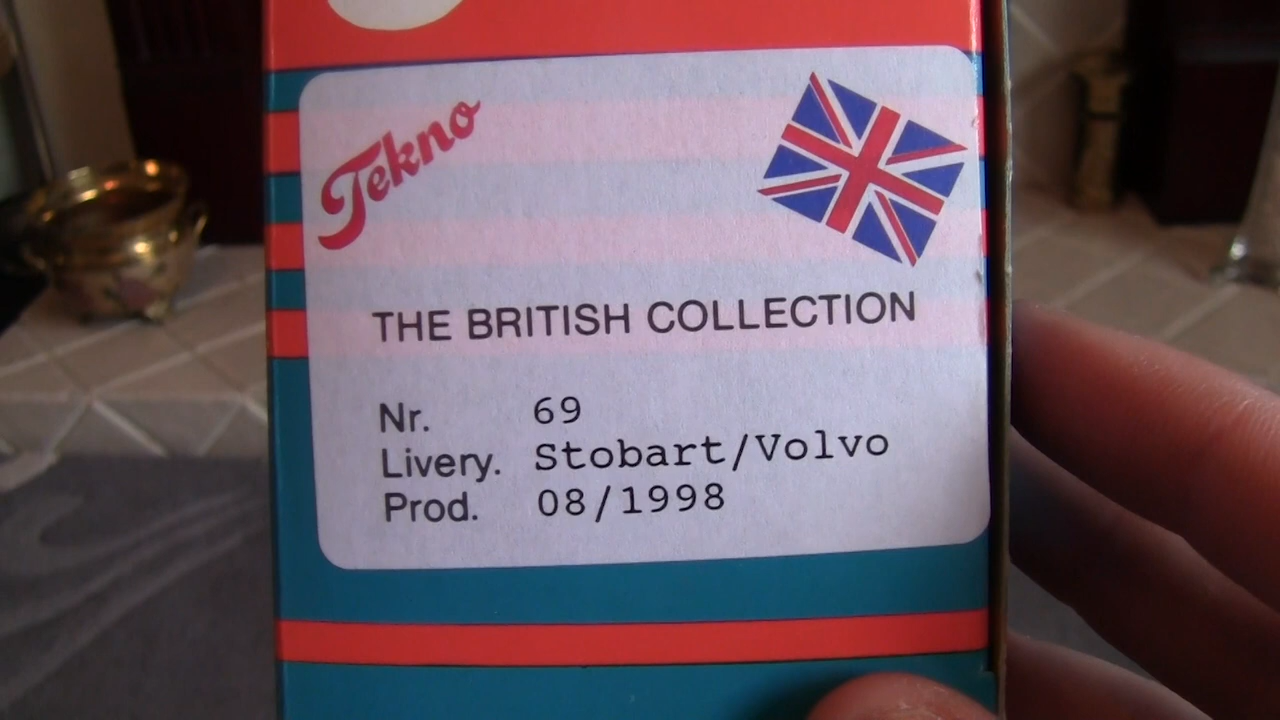 Tekno
THE BRITISH COLLECTION
Nr. 69
Livery. Stobart/Volvo
Prod. 08/1998